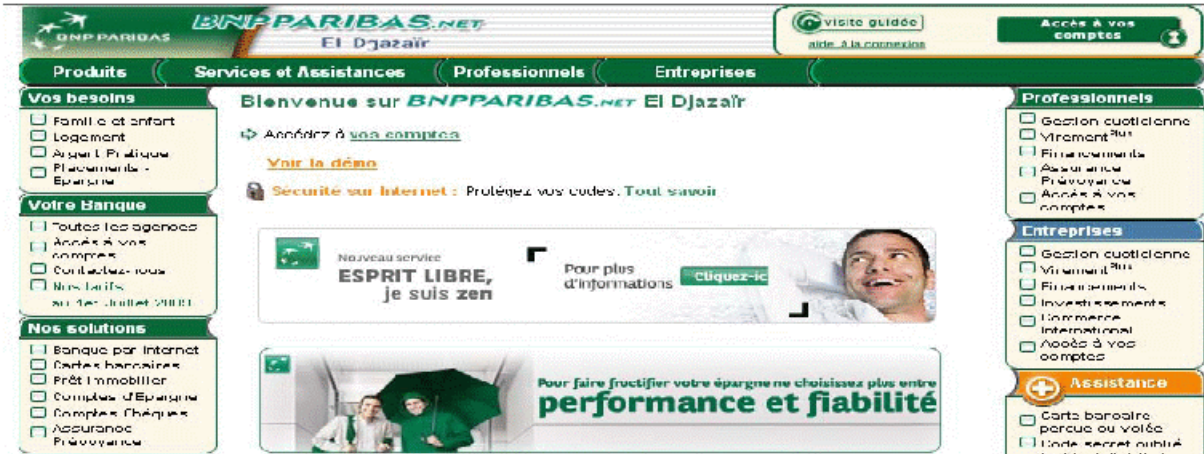 BNP PARIBAS
BNPPARIBAS.NET
El Djazaïr
visite guidée
aide à la connexion
Accès à vos
comptes
Produits
Services et Assistances
Professionnels
Entreprises
Vos besoins
Famille et enfant
Logement
Argent Pratique
Placements -
Epargne
Votre Banque
Toutes les agences
Accès à vos
comptes
Contactez-nous
Nos tarifs
au 1er Juillet 2009
Nos solutions
Banque par Internet
Cartes bancaires
Prêt Immobilier
Comptes d'Epargne
Comptes Chèques
Assurance
Prévoyance
Bienvenue sur BNPPARIBAS.NET El Djazaïr
Accédez à vos comptes
Voir la démo
Sécurité sur Internet : Protégez vos codes. Tout savoir
Nouveau service
ESPRIT LIBRE,
je suis zen
Pour plus
d'informations
Cliquez-ic
Pour faire fructifier votre épargne ne choisissez plus entre
performance et fiabilité
Professionnels
Gestion quotidienne
Virement Plus
Financements
Assurance
Prévoyance
Accès à vos
comptes
Entreprises
Gestion quotidienne
Virement Plus
Financements
Investissements
Commerce
International
Accès à vos
comptes
Assistance
Carte bancaire
perdue ou volée
Code secret oublié